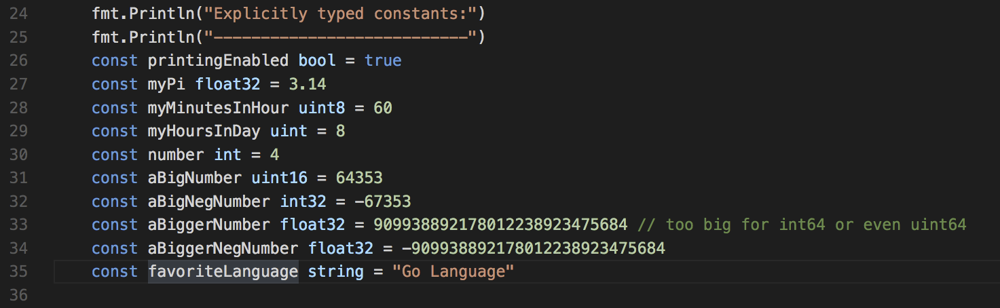 24 fmt.Println("Explicitly typed constants:")
25 fmt.Println("---------------------------")
26 const printingEnabled bool = true
27 const myPi float32 = 3.14
28 const myMinutesInHour uint8 = 60
29 const myHoursInDay uint = 8
30 const number int = 4
31 const aBigNumber uint16 = 64353
32 const aBigNegNumber int32 = -67353
33 const aBiggerNumber float32 = 909938892178012238923475684 // too big for int64 or even uint64
34 const aBiggerNegNumber float32 = -9099388921780122238923475684
35 const favoriteLanguage string = "Go Language"
36